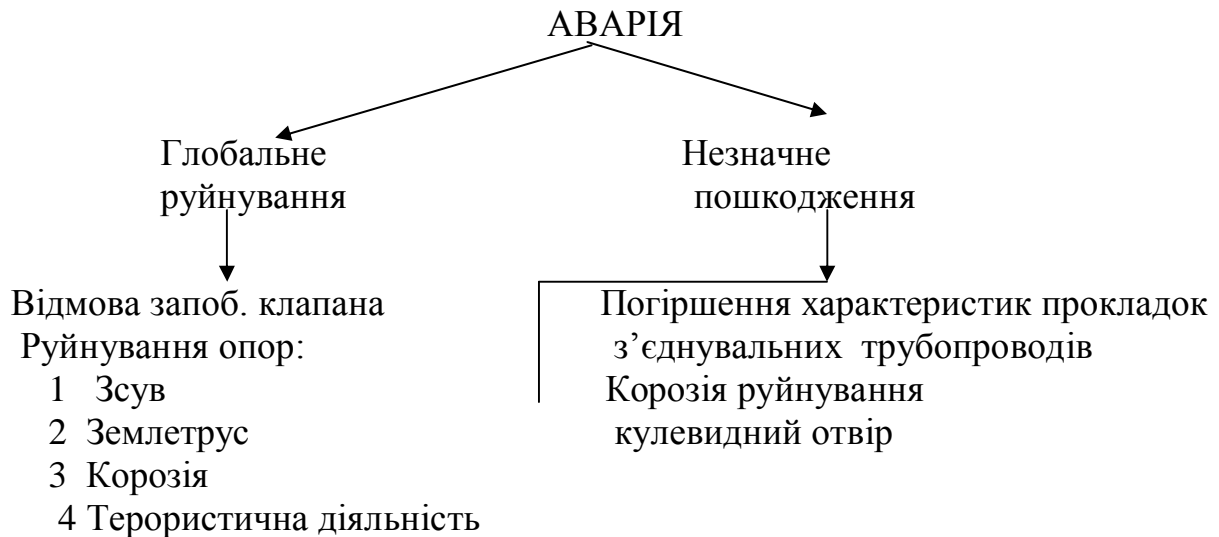 АВАРІЯ
Глобальне
руйнування
Незначне
пошкодження
Відмова запоб. клапана
Руйнування опор:
1 Зсув
2 Землетрус
3 Корозія
4 Терористична діяльність
Погіршення характеристик прокладок
з’єднувальних трубопроводів
Корозія руйнування
кулевидний отвір